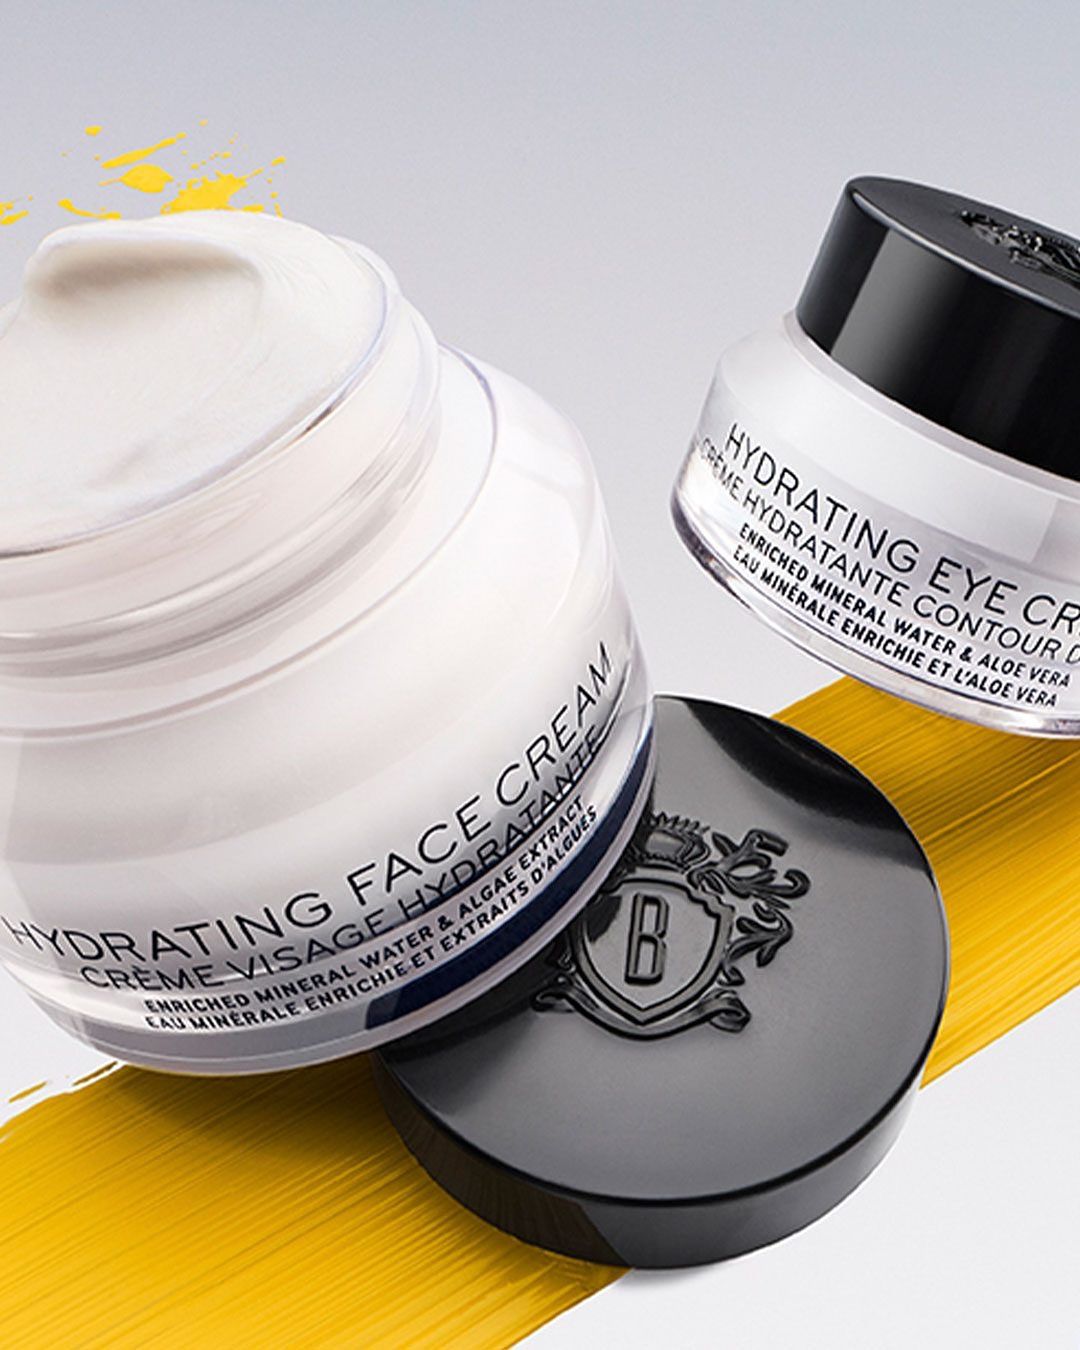 HYDRATING FACE CREAM
CRÈME VISAGE HYDRATANTE
ENRICHED MINERAL WATER & ALGAE EXTRACT
EAU MINÉRALE ENRICHIE ET EXTRAITS D'ALGUES
HYDRATING EYE CR
CRÈME HYDRATANTE CONTOUR D
ENRICHED MINERAL WATER & ALOE VERA
EAU MINÉRALE ENRICHIE ET L'ALOE VERA
B